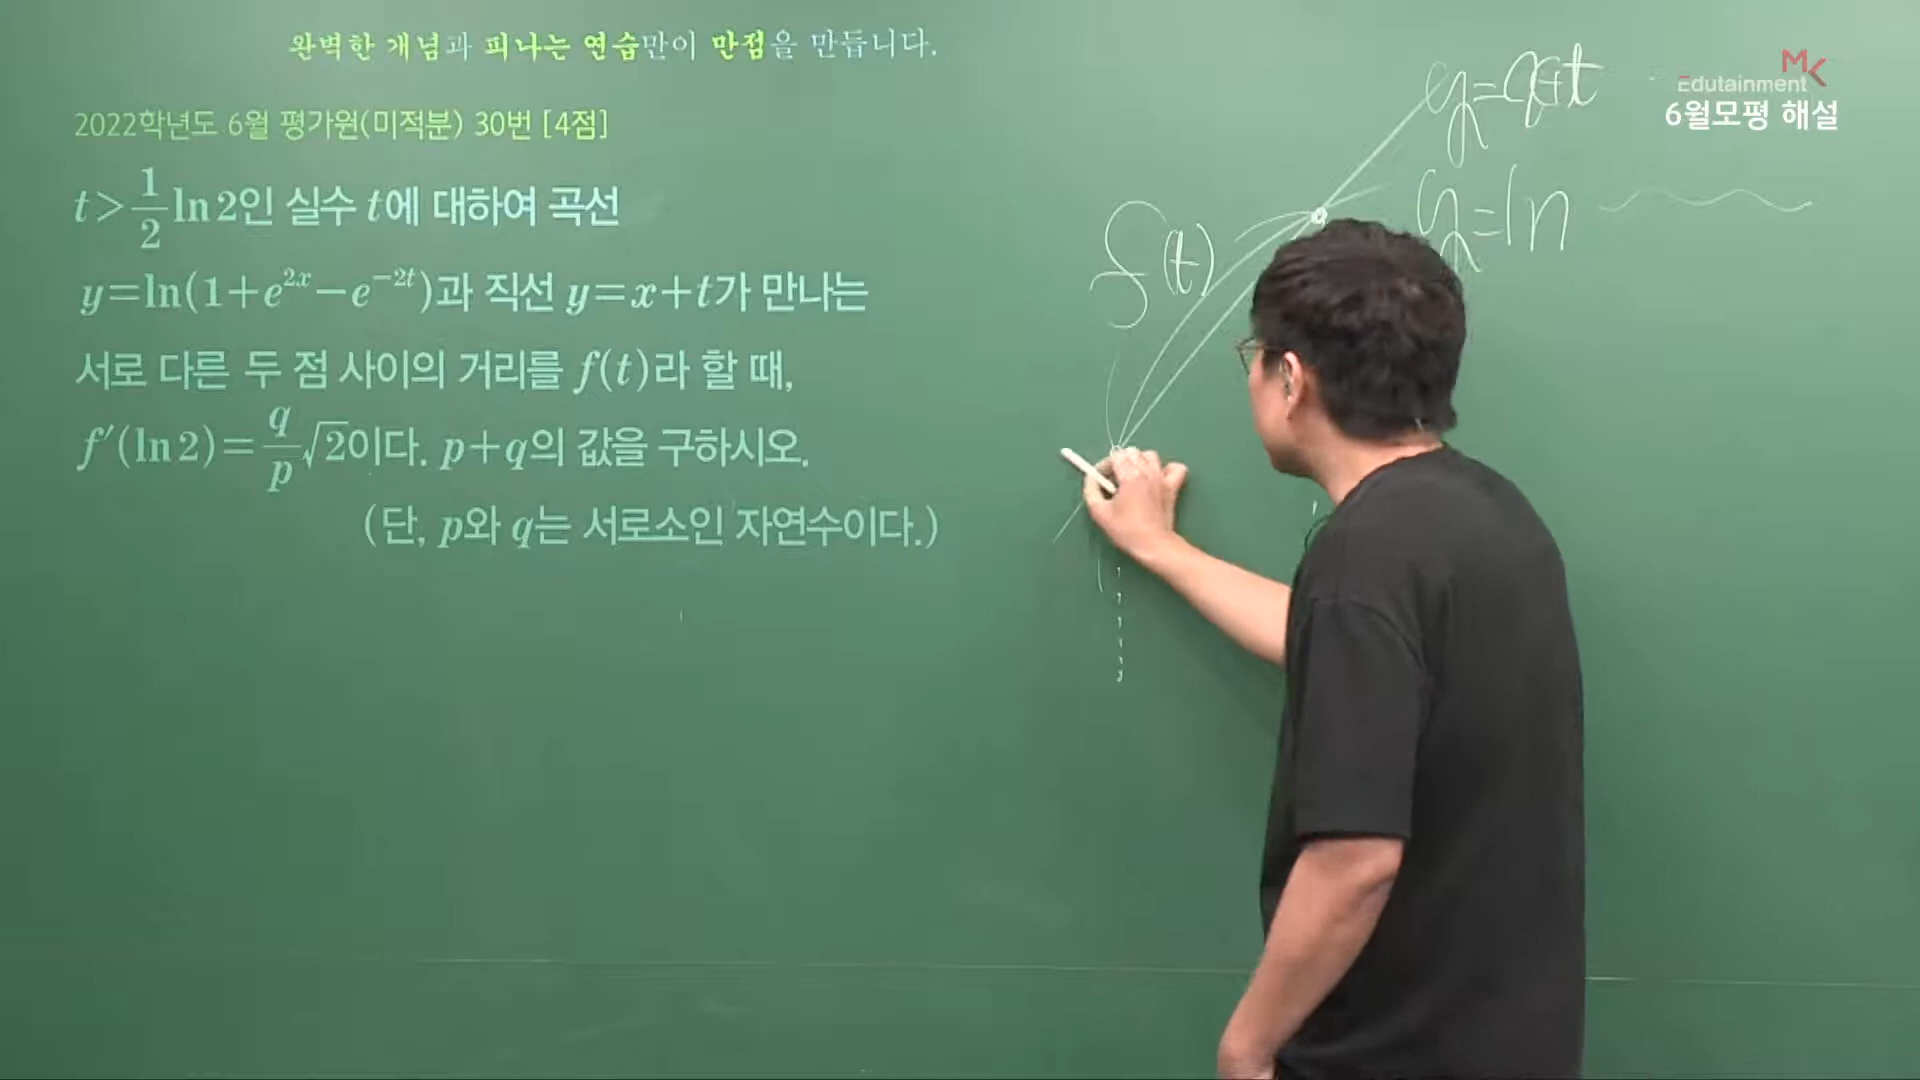 완벽한 개념과 피나는 연습만이 만점을 만듭니다.
2022학년도 6월 평가원(미적분) 30번 [4점]
t>1/2 ln2인 실수 t에 대하여 곡선
y=ln(1+e^{2x}-e^{-2t})과 직선 y=x+t가 만나는
서로 다른 두 점 사이의 거리를 f(t)라 할 때,
f′(ln2)=q/p √2이다. p+q의 값을 구하시오.
(단, p와 q는 서로소인 자연수이다.)
y=x+t
y=ln
f(t)
MK
Edutainment
6월모평 해설